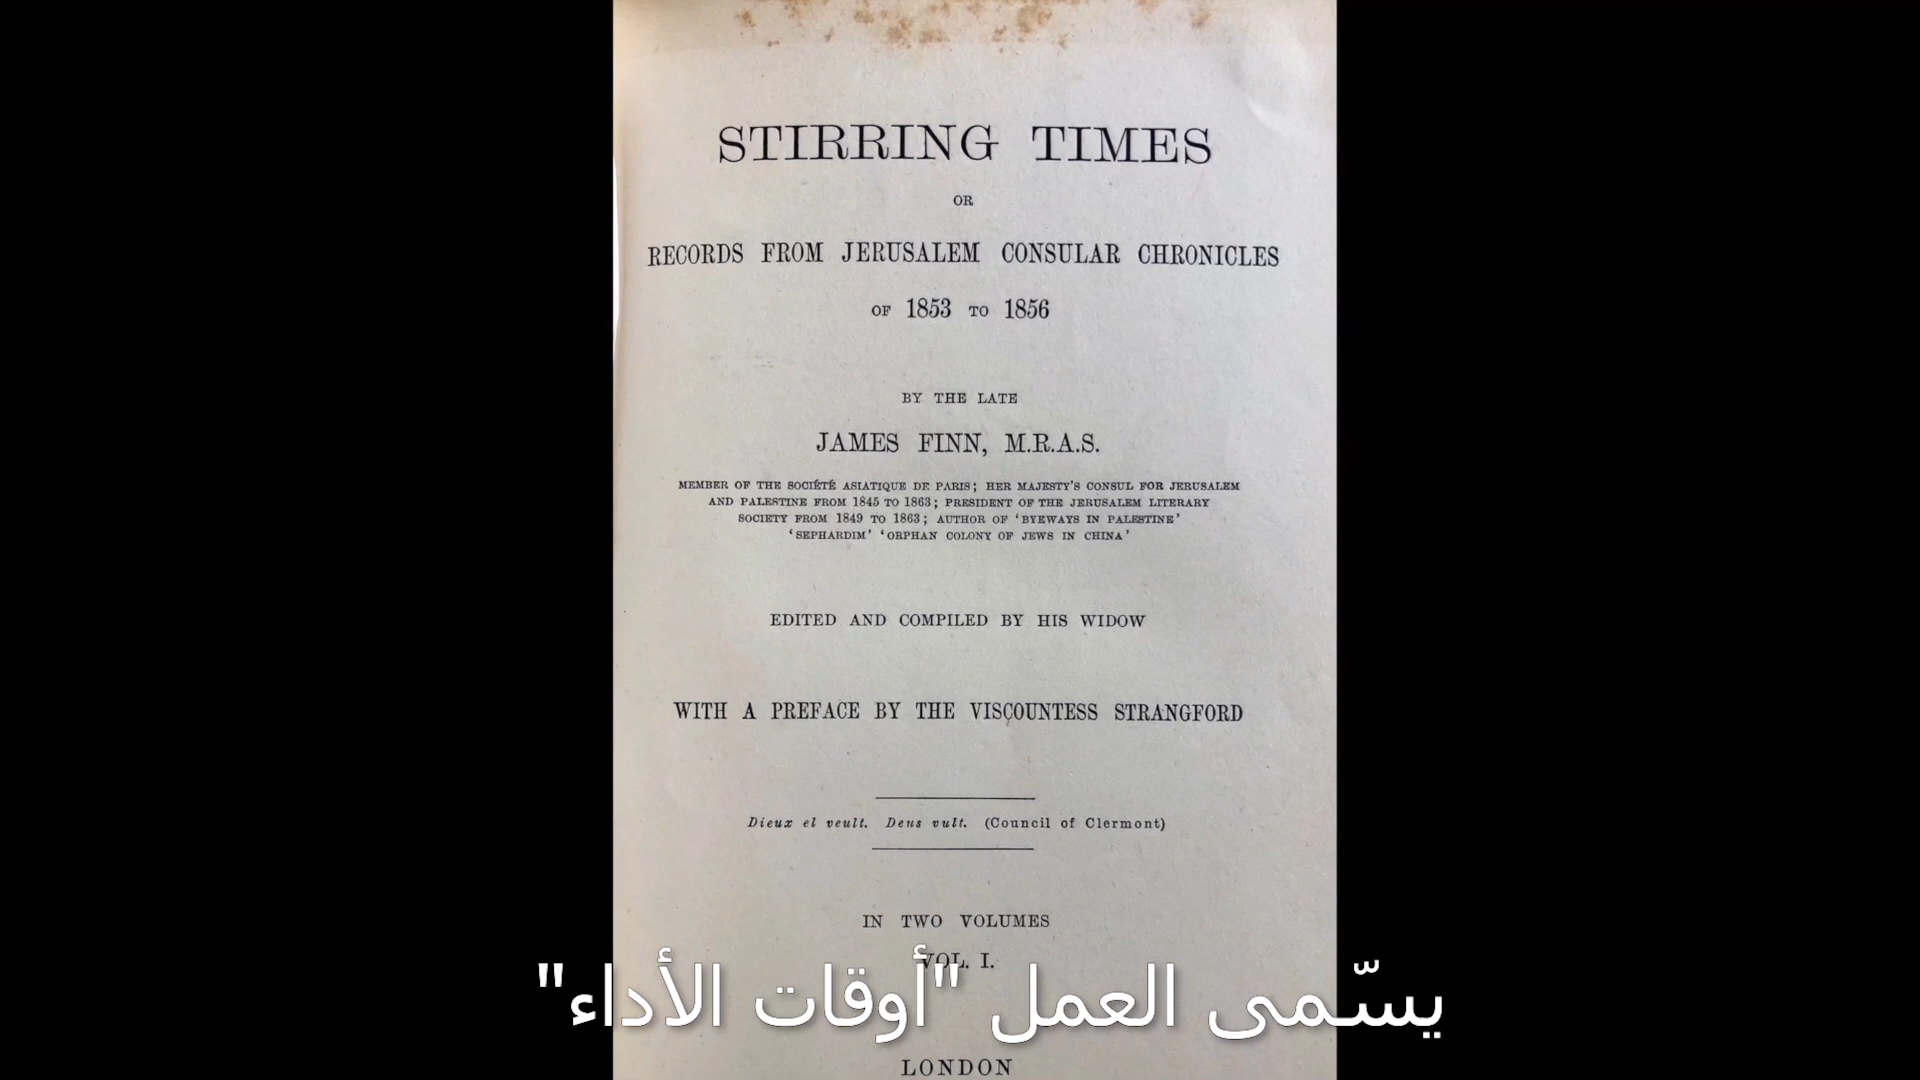 STIRRING TIMES
OR
RECORDS FROM JERUSALEM CONSULAR CHRONICLES
OF 1853 TO 1856
BY THE LATE
JAMES FINN, M.R.A.S.
MEMBER OF THE SOCIÉTÉ ASIATIQUE DE PARIS; HER MAJESTY'S CONSUL FOR JERUSALEM
AND PALESTINE FROM 1845 TO 1863; PRESIDENT OF THE JERUSALEM LITERARY
SOCIETY FROM 1849 TO 1863; AUTHOR OF 'BYEWAYS IN PALESTINE'
'SEPHARDIM' 'ORPHAN COLONY OF JEWS IN CHINA'
EDITED AND COMPILED BY HIS WIDOW
WITH A PREFACE BY THE VISCOUNTESS STRANGFORD
Dieux el veult. Deus vult. (Council of Clermont)
IN TWO VOLUMES
VOL. I.
يسّمى العمل "أوقات الأداء"
LONDON